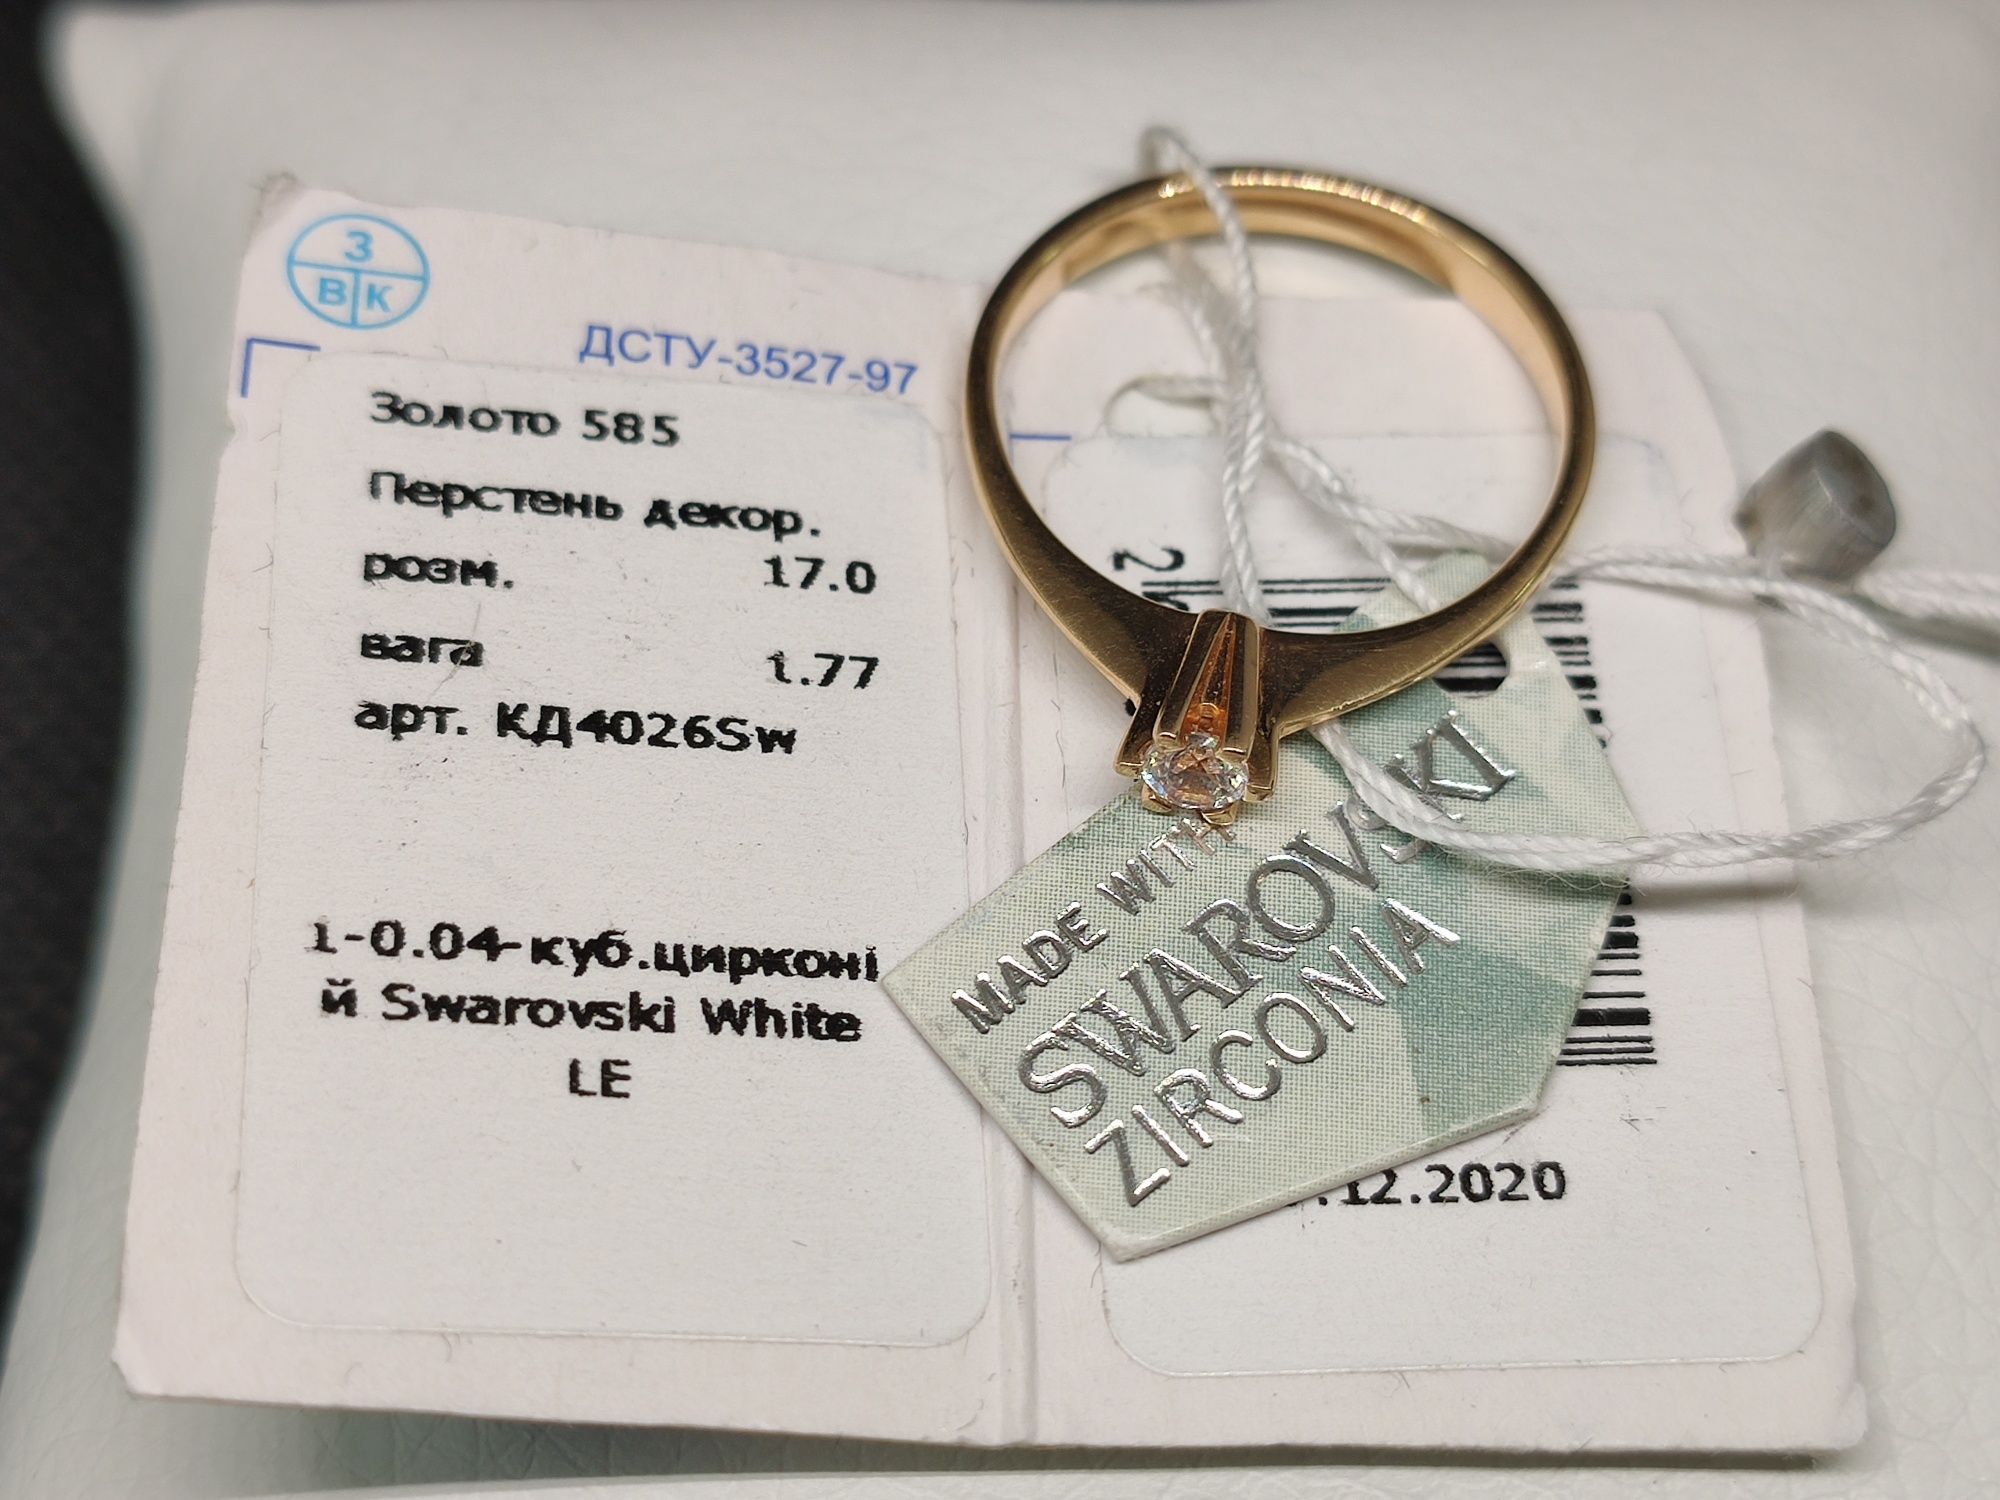 З
В К
ДСТУ-3527-97
Золото 585
Перстень декор.
розм. 17.0
вага 1.77
арт. КД4026Sw
1-0.04-куб.цирконі
й Swarovski White
LE
2
MADE WITH
SWAROVSKI
ZIRCONIA
.12.2020